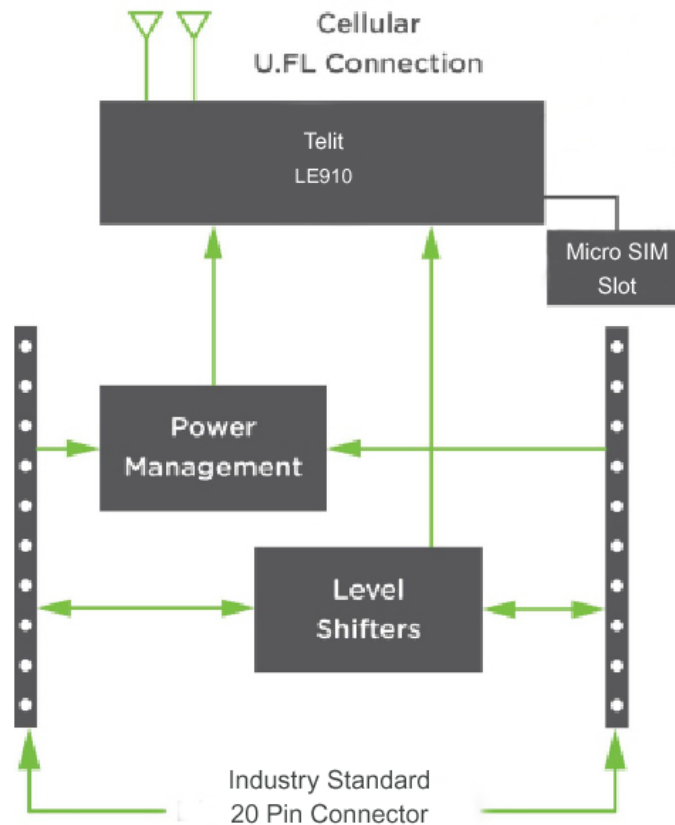 Cellular
U.FL Connection
Telit
LE910
Micro SIM
Slot
Power
Management
Level
Shifters
Industry Standard
20 Pin Connector